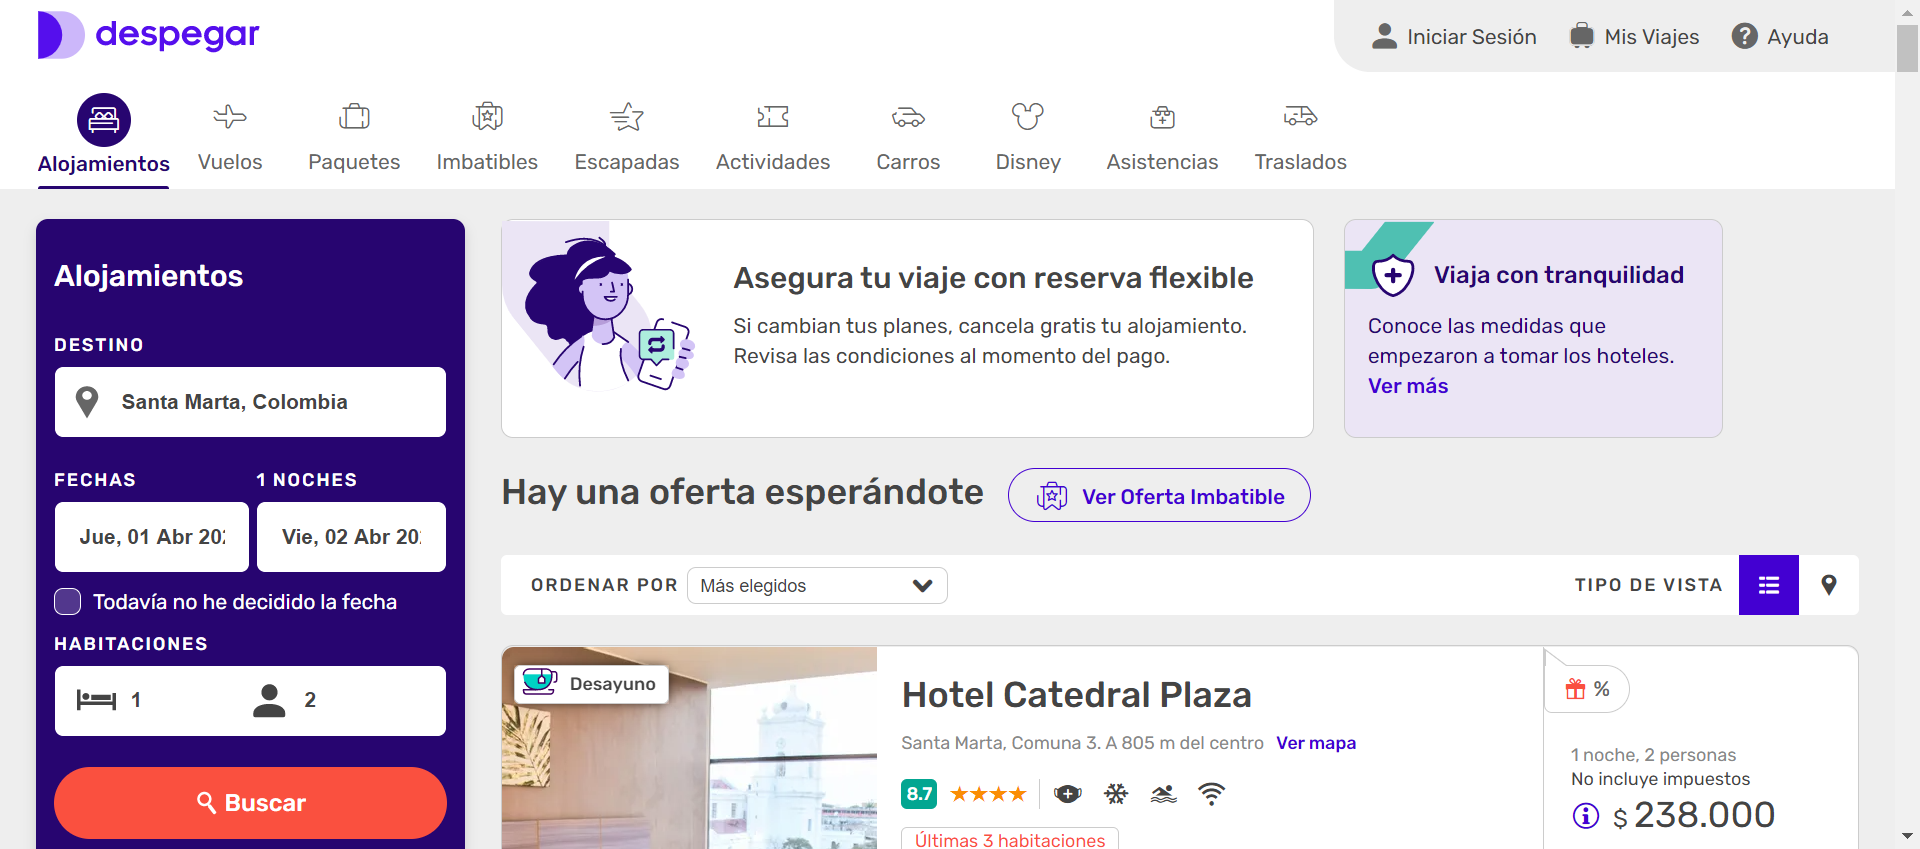 despegar
Iniciar Sesión
Mis Viajes
Ayuda
Alojamientos
Vuelos
Paquetes
Imbatibles
Escapadas
Actividades
Carros
Disney
Asistencias
Traslados
Alojamientos
DESTINO
Santa Marta, Colombia
FECHAS
1 NOCHES
Jue, 01 Abr 20
Vie, 02 Abr 20
Todavía no he decidido la fecha
HABITACIONES
1
2
Buscar
Asegura tu viaje con reserva flexible
Si cambian tus planes, cancela gratis tu alojamiento.
Revisa las condiciones al momento del pago.
Viaja con tranquilidad
Conoce las medidas que
empezaron a tomar los hoteles.
Ver más
Hay una oferta esperándote
Ver Oferta Imbatible
ORDENAR POR
Más elegidos
TIPO DE VISTA
Desayuno
Hotel Catedral Plaza
Santa Marta, Comuna 3. A 805 m del centro Ver mapa
8.7
Últimas 3 habitaciones
%
1 noche, 2 personas
No incluye impuestos
$ 238.000